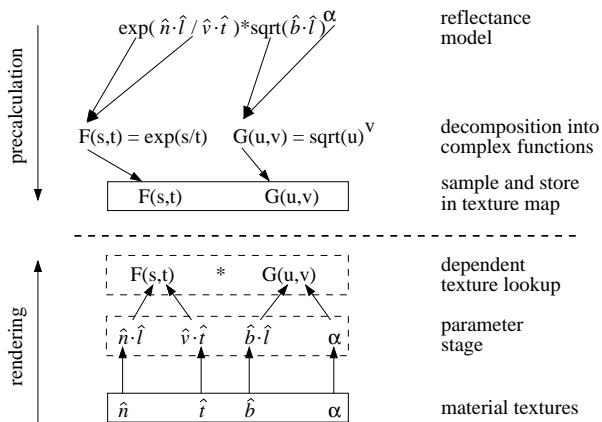 exp( n̂·l̂ / v̂·t̂ )*sqrt(b̂·l̂ )^α
reflectance
model
precalculation
F(s,t) = exp(s/t)
G(u,v) = sqrt(u)^v
decomposition into
complex functions
F(s,t)
G(u,v)
sample and store
in texture map
rendering
F(s,t) * G(u,v)
dependent
texture lookup
n̂·l̂ v̂·t̂ b̂·l̂ α
parameter
stage
n̂ t̂ b̂ α
material textures